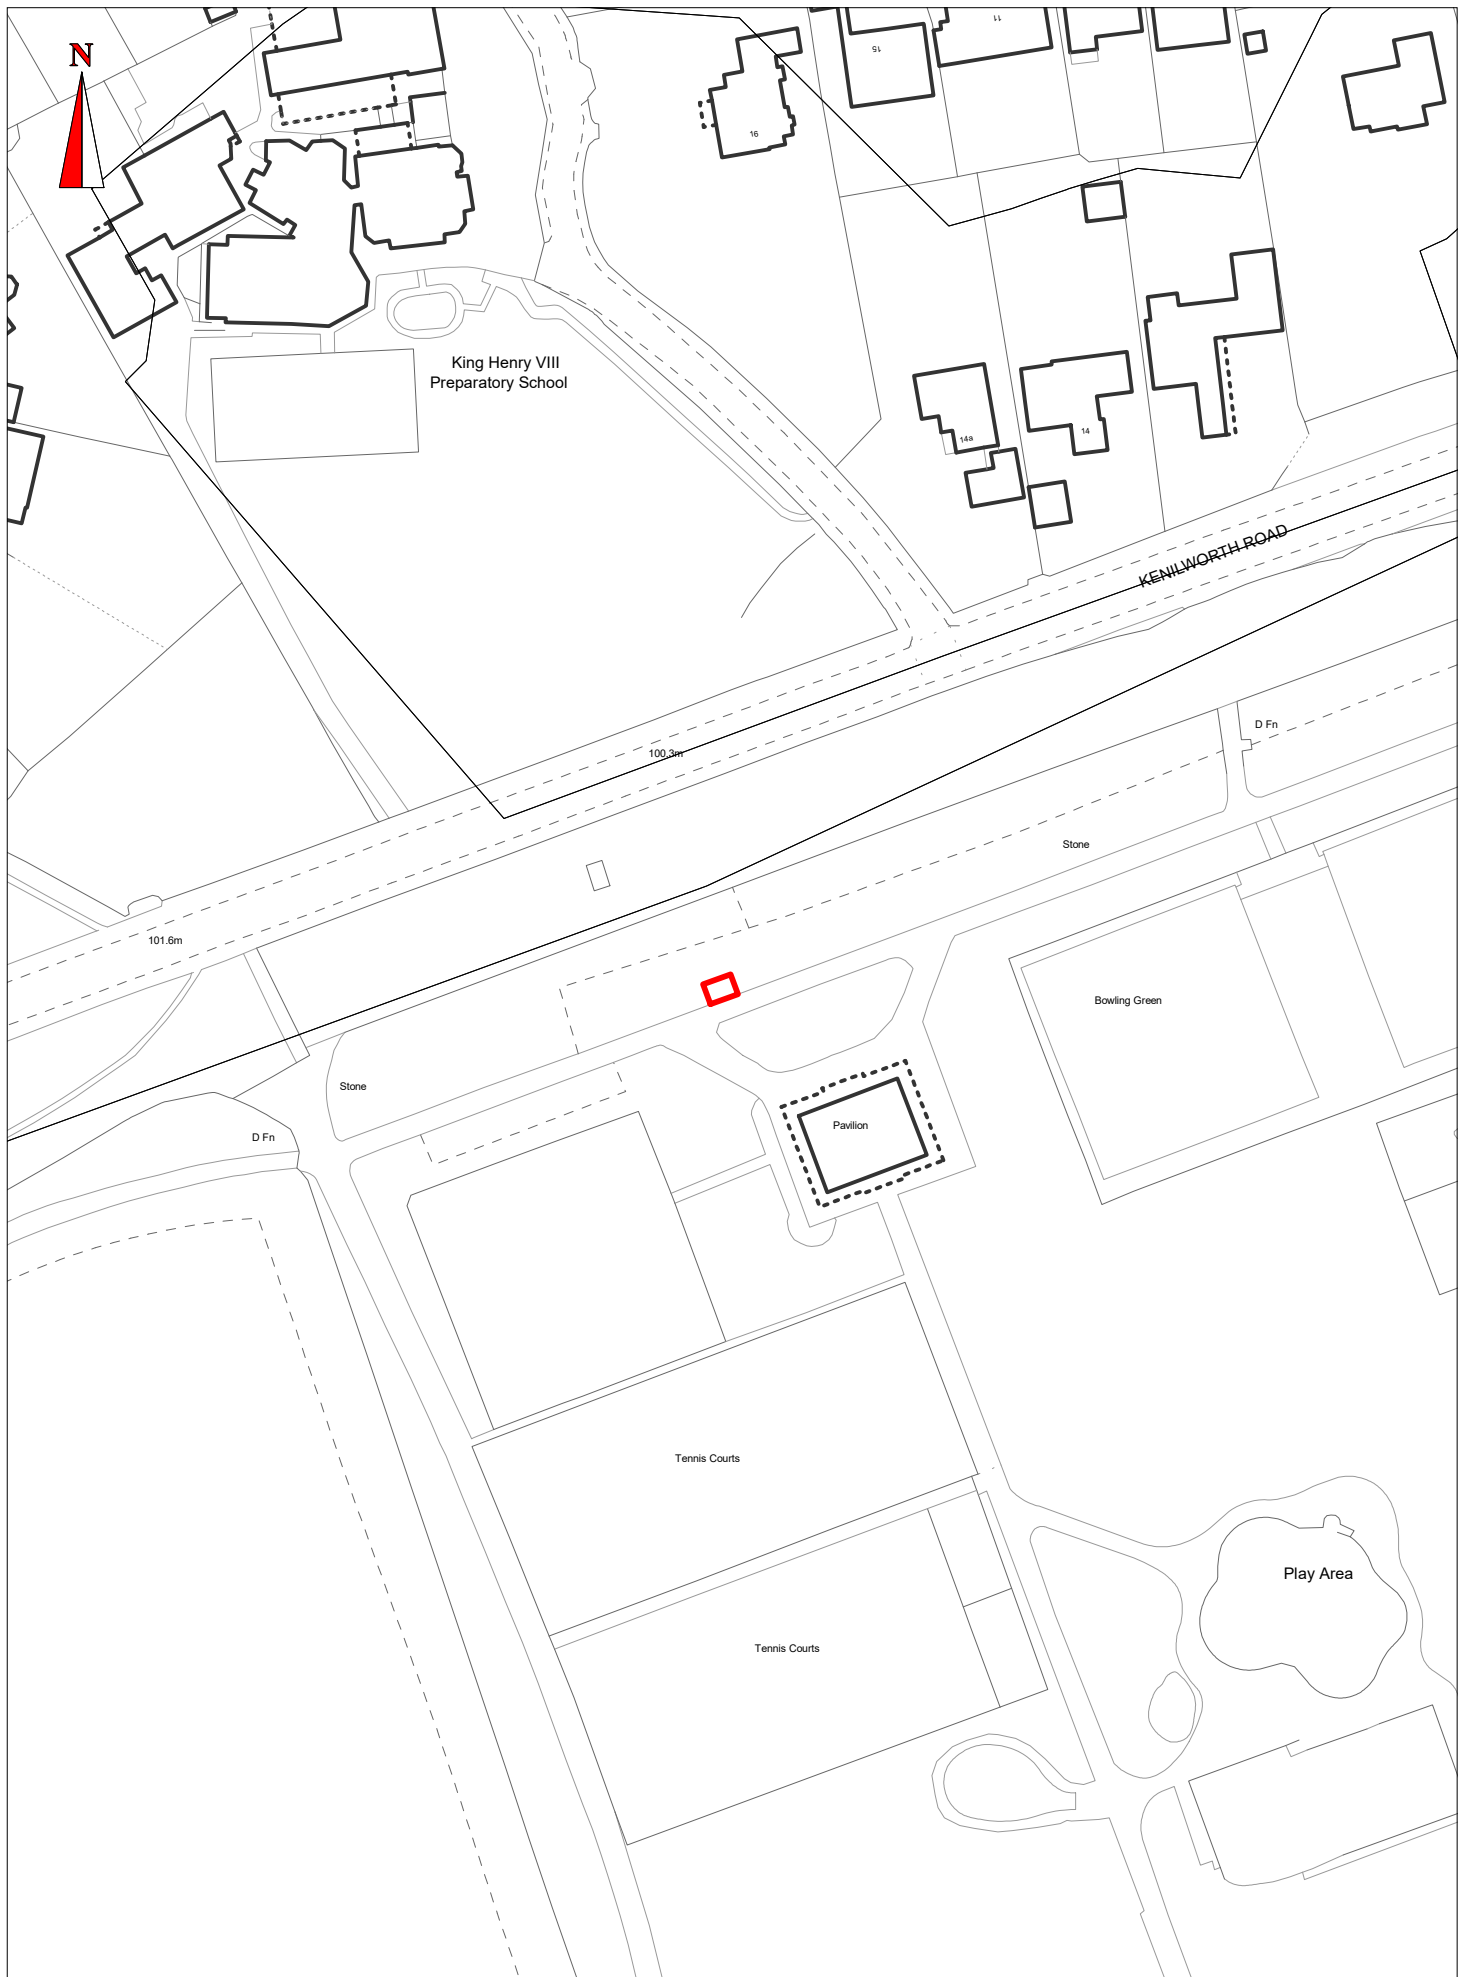 N
11
15
16
King Henry VIII
Preparatory School
14a
14
KENILWORTH ROAD
D Fn
100.3m
Stone
101.6m
Bowling Green
Stone
Pavilion
D Fn
Tennis Courts
Play Area
Tennis Courts